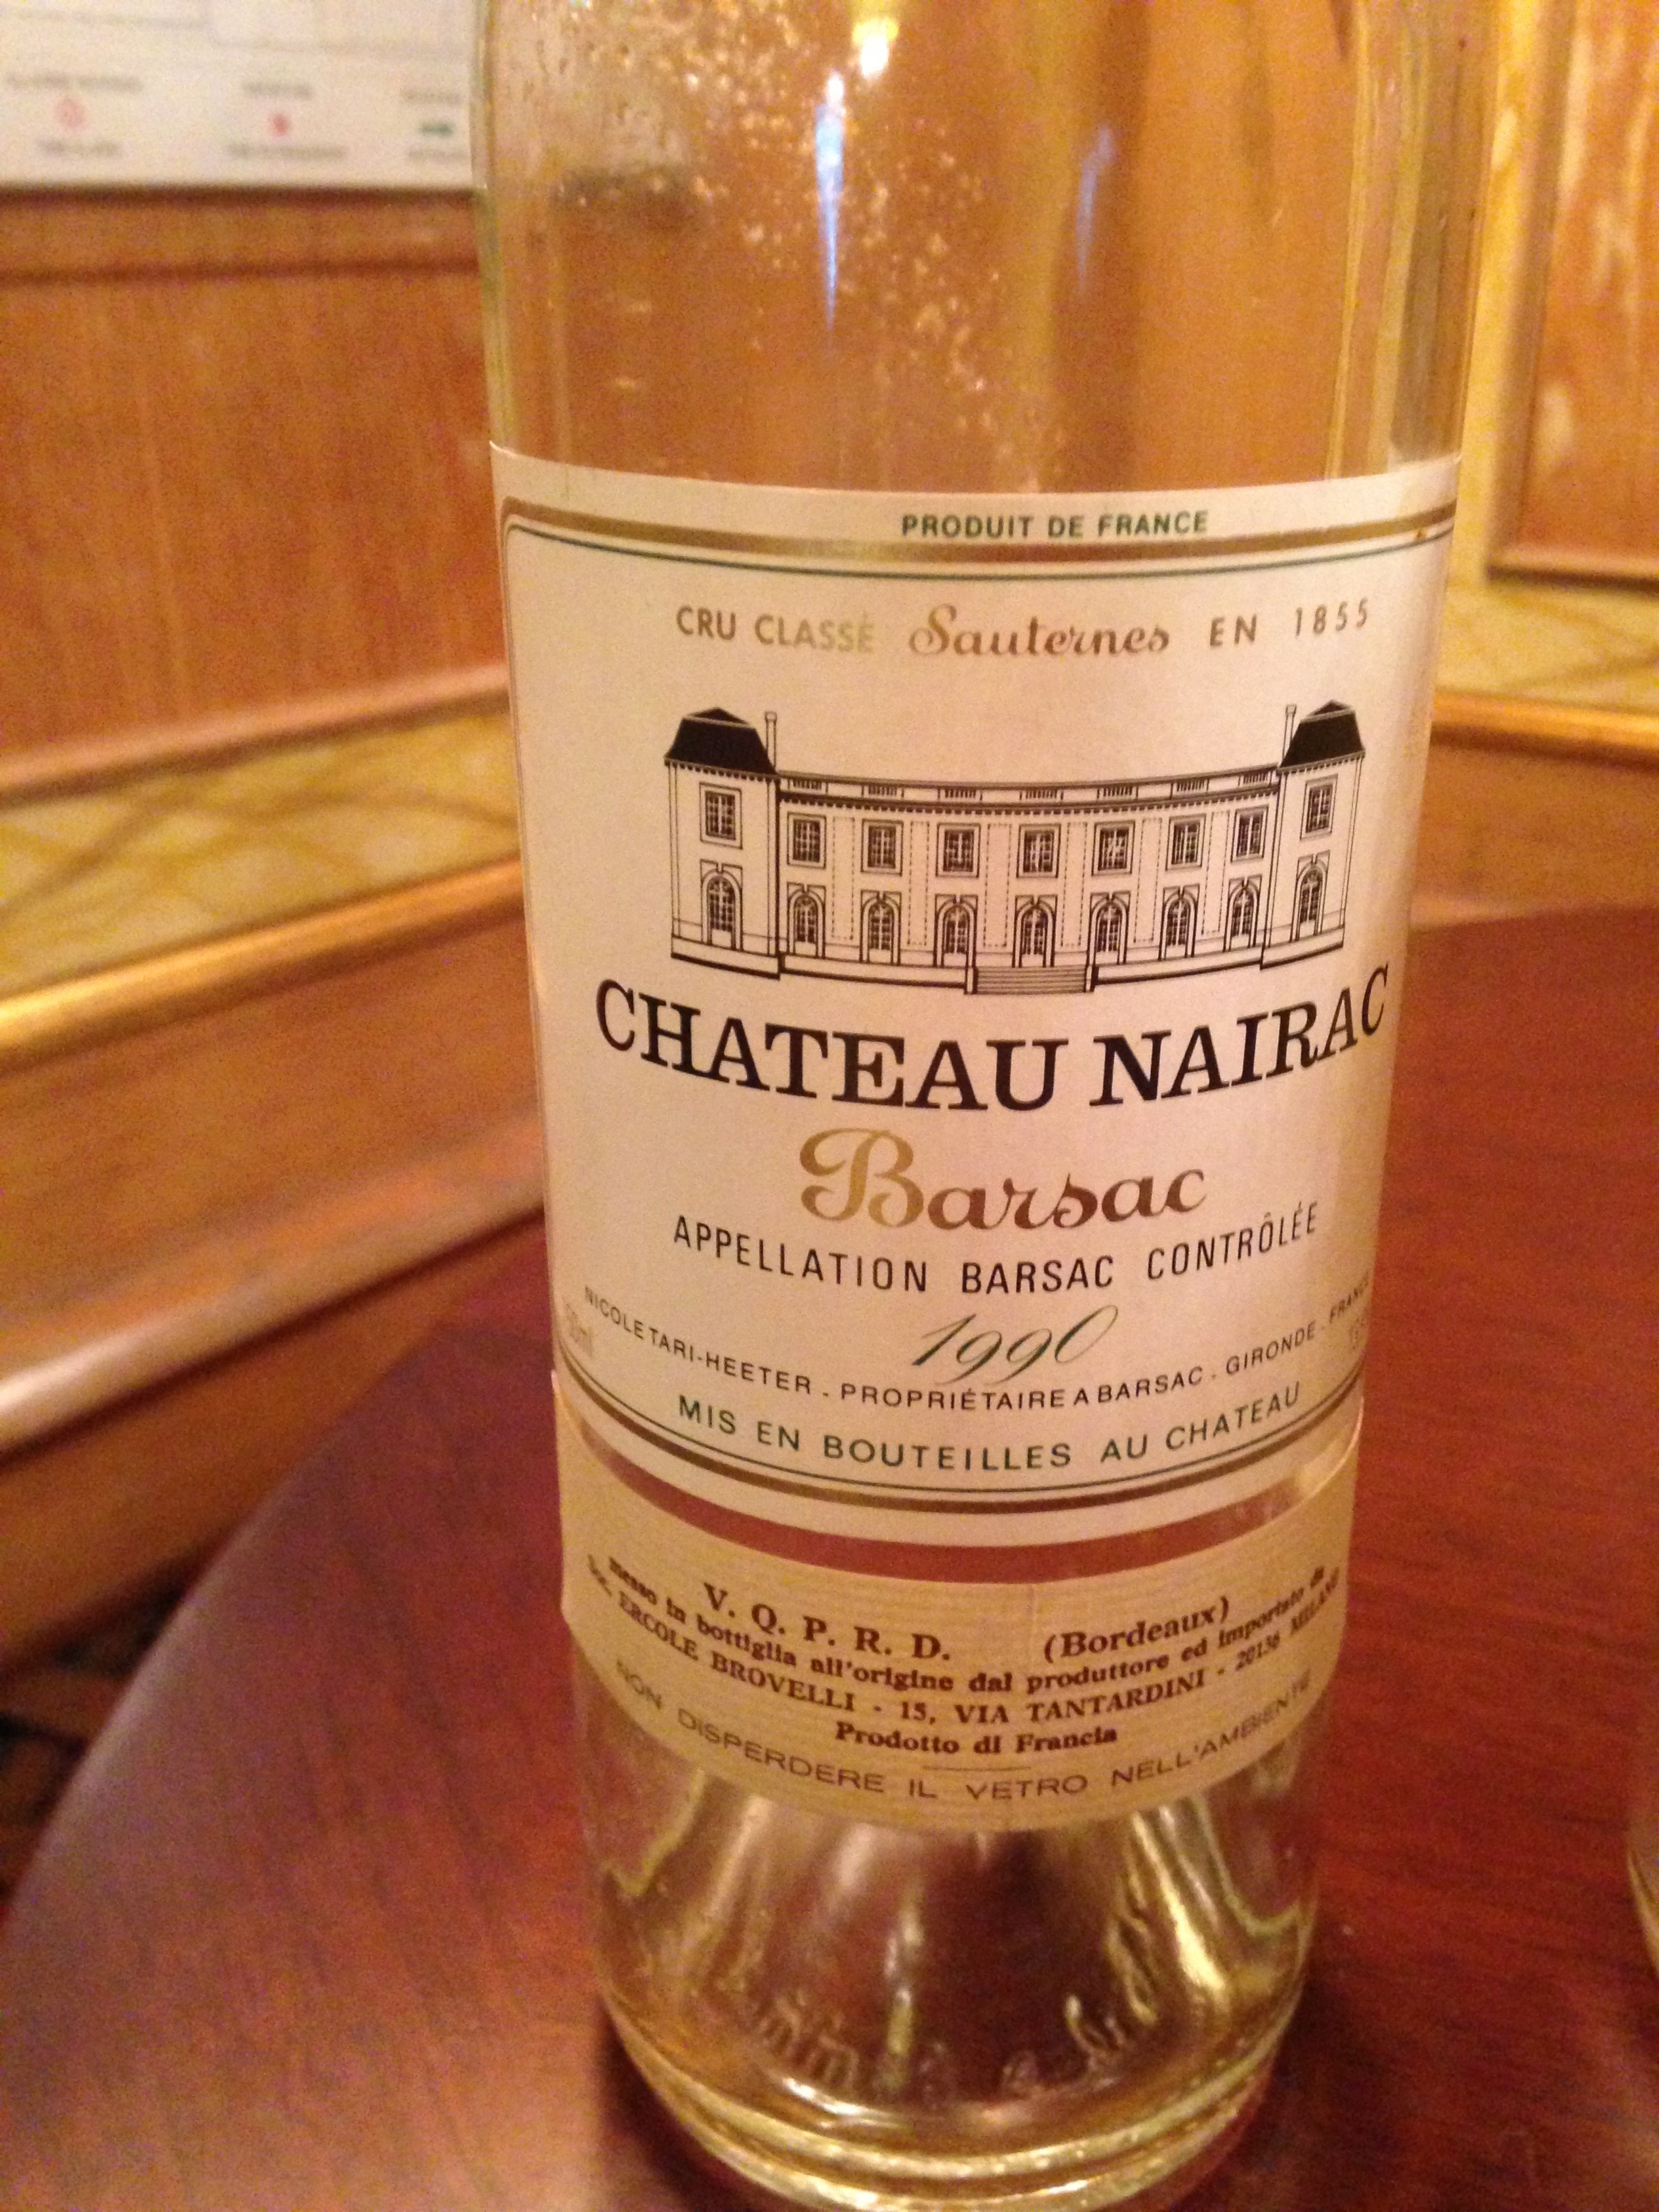 PRODUIT DE FRANCE
CRU CLASSÉ Sauternes EN 1855
CHATEAU NAIRAC
Barsac
APPELLATION BARSAC CONTRÔLÉE
1990
NICOLE TARI-HEETER . PROPRIÉTAIRE A BARSAC . GIRONDE . FRANCE
MIS EN BOUTEILLES AU CHATEAU
V. Q. P. R. D. (Bordeaux)
messo in bottiglia all'origine dal produttore ed importato da
ERCOLE BROVELLI - 15, VIA TANTARDINI - 20136 MILANO
Prodotto di Francia
NON DISPERDERE IL VETRO NELL'AMBIENTE